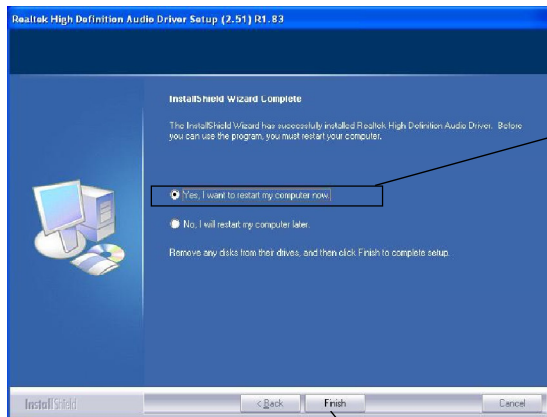 Realtek High Definition Audio Driver Setup (2.51) R1.83
InstallShield Wizard Complete
The InstallShield Wizard has successfully installed Realtek High Definition Audio Driver. Before
you can use the program, you must restart your computer.
Yes, I want to restart my computer now.
No, I will restart my computer later.
Remove any disks from their drives, and then click Finish to complete setup.
InstallShield
< Back
Finish
Cancel